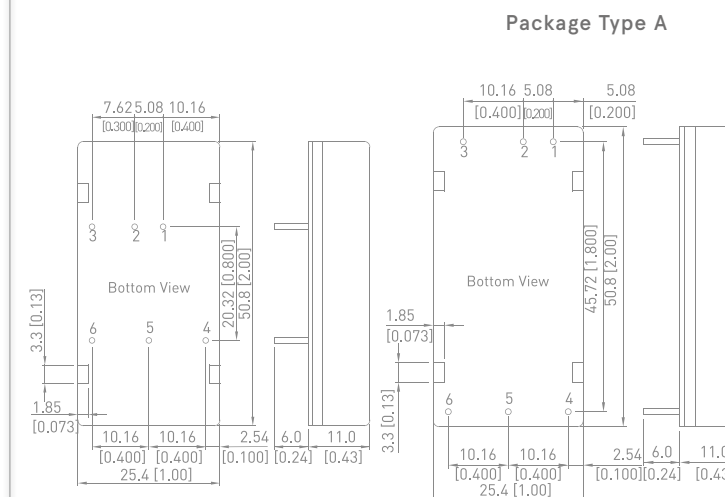 Package Type A
7.62 5.08 10.16
[0.300] [0.200] [0.400]
3 2 1
Bottom View
20.32 [0.800]
50.8 [2.00]
3.3 [0.13]
6 5 4
1.85
[0.073]
10.16 10.16 2.54 6.0 11.0
[0.400] [0.400] [0.100] [0.24] [0.43]
25.4 [1.00]
10.16 5.08 5.08
[0.400] [0.200] [0.200]
3 2 1
Bottom View
45.72 [1.800]
50.8 [2.00]
1.85
[0.073]
3.3 [0.13]
6 5 4
10.16 10.16 2.54 6.0 11.0
[0.400] [0.400] [0.100] [0.24] [0.43
25.4 [1.00]